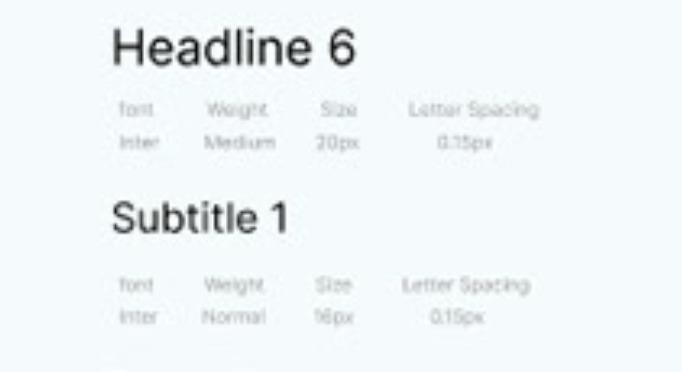 Headline 6
font Weight Size Letter Spacing
Inter Medium 20px 0.15px
Subtitle 1
font Weight Size Letter Spacing
Inter Normal 16px 0.15px